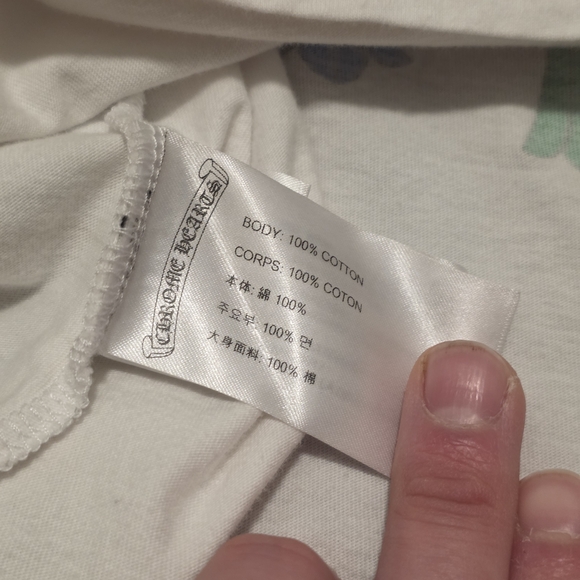 CHROME HEARTS
BODY: 100% COTTON
CORPS: 100% COTON
本体: 綿 100%
주요부: 100% 면
大身面料: 100% 棉